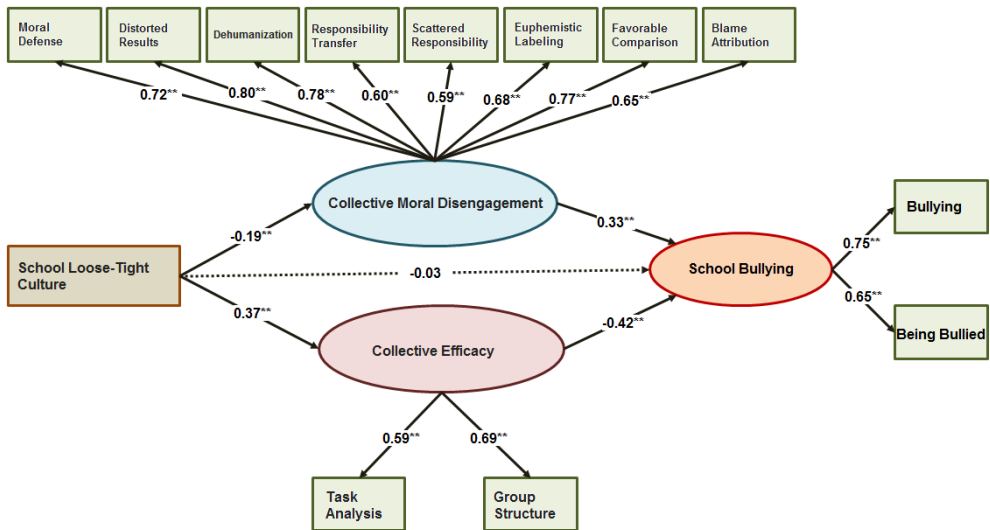 Moral
Defense
Distorted
Results
Dehumanization
Responsibility
Transfer
Scattered
Responsibility
Euphemistic
Labeling
Favorable
Comparison
Blame
Attribution
0.72**
0.80**
0.78**
0.60**
0.59**
0.68**
0.77**
0.65**
Collective Moral Disengagement
Bullying
-0.19**
0.33**
0.75**
School Loose-Tight
Culture
-0.03
School Bullying
0.37**
-0.42**
0.65**
Being Bullied
Collective Efficacy
0.59**
0.69**
Task
Analysis
Group
Structure